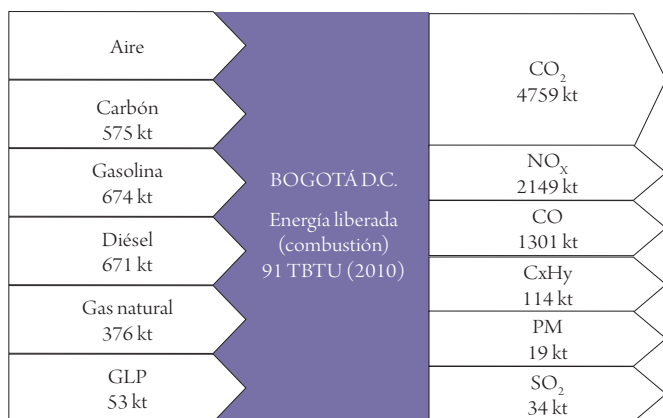 Aire
Carbón
575 kt
Gasolina
674 kt
Diésel
671 kt
Gas natural
376 kt
GLP
53 kt
BOGOTÁ D.C.
Energía liberada
(combustión)
91 TBTU (2010)
CO₂
4759 kt
NOₓ
2149 kt
CO
1301 kt
CxHy
114 kt
PM
19 kt
SO₂
34 kt